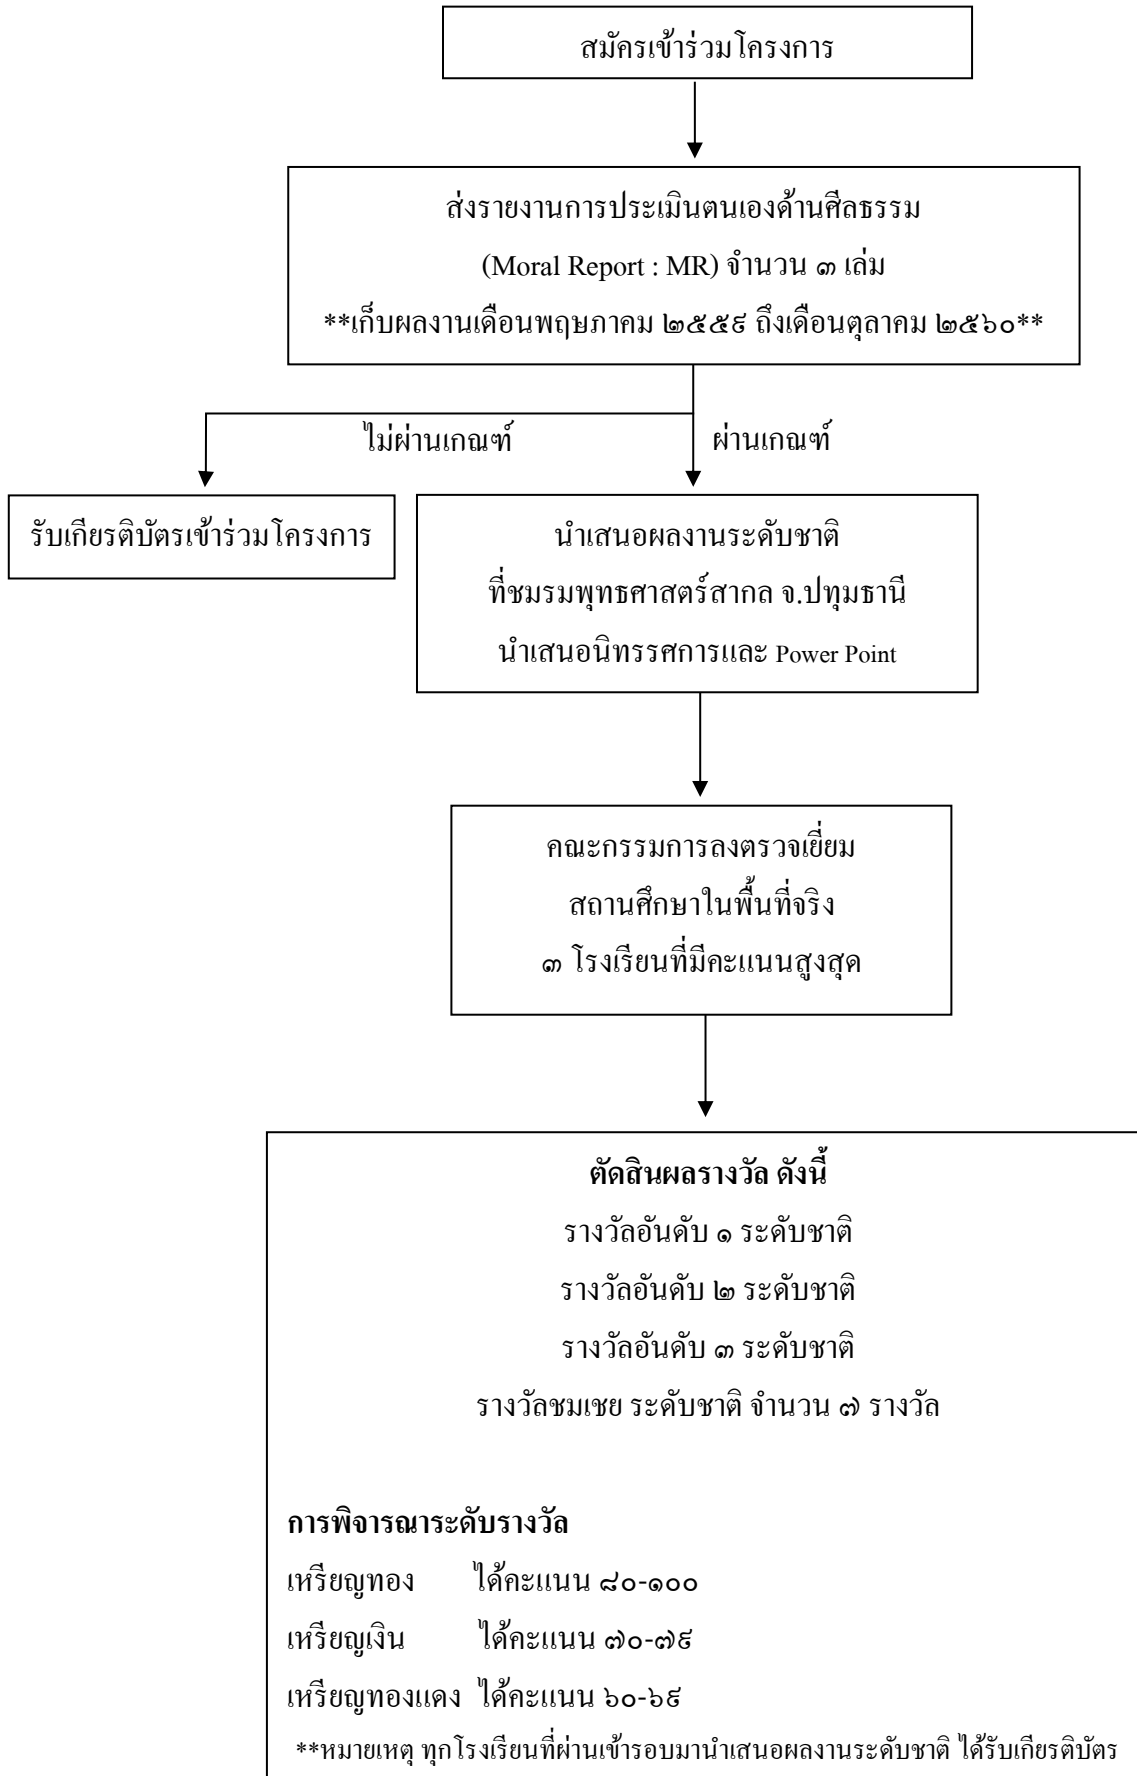 สมัครเข้าร่วมโครงการ
ส่งรายงานการประเมินตนเองด้านศีลธรรม
(Moral Report : MR) จำนวน ๓ เล่ม
**เก็บผลงานเดือนพฤษภาคม ๒๕๕๙ ถึงเดือนตุลาคม ๒๕๖๐**
ไม่ผ่านเกณฑ์
ผ่านเกณฑ์
รับเกียรติบัตรเข้าร่วมโครงการ
นำเสนอผลงานระดับชาติ
ที่ชมรมพุทธศาสตร์สากล จ.ปทุมธานี
นำเสนอนิทรรศการและ Power Point
คณะกรรมการลงตรวจเยี่ยม
สถานศึกษาในพื้นที่จริง
๓ โรงเรียนที่มีคะแนนสูงสุด
ตัดสินผลรางวัล ดังนี้
รางวัลอันดับ ๑ ระดับชาติ
รางวัลอันดับ ๒ ระดับชาติ
รางวัลอันดับ ๓ ระดับชาติ
รางวัลชมเชย ระดับชาติ จำนวน ๗ รางวัล
การพิจารณาระดับรางวัล
เหรียญทอง ได้คะแนน ๘๐-๑๐๐
เหรียญเงิน ได้คะแนน ๗๐-๗๙
เหรียญทองแดง ได้คะแนน ๖๐-๖๙
**หมายเหตุ ทุกโรงเรียนที่ผ่านเข้ารอบมานำเสนอผลงานระดับชาติ ได้รับเกียรติบัตร